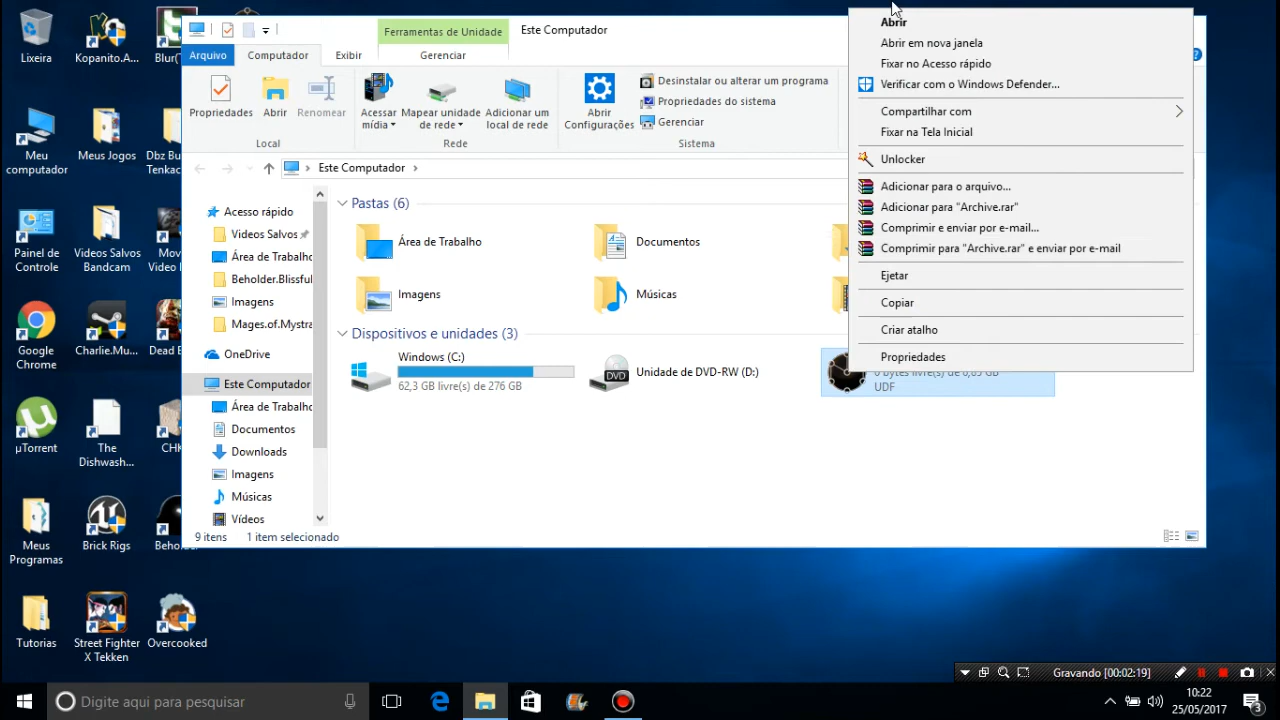 Lixeira
Kopanito.A...
Blur(T
Meu computador
Meus Jogos
Dbz Bu
Tenkac
Painel de Controle
Videos Salvos Bandcam
Mov
Video
Google Chrome
Charlie.Mu...
Dead E
µTorrent
The Dishwash...
CHK
Meus Programas
Brick Rigs
Behol
Tutorias
Street Fighter X Tekken
Overcooked
Ferramentas de Unidade
Este Computador
Arquivo
Computador
Exibir
Gerenciar
Propriedades
Abrir
Renomear
Acessar mídia
Mapear unidade de rede
Adicionar um local de rede
Abrir Configurações
Desinstalar ou alterar um programa
Propriedades do sistema
Gerenciar
Local
Rede
Sistema
Este Computador
Acesso rápido
Videos Salvos
Área de Trabalho
Beholder.Blissful
Imagens
Mages.of.Mystra
OneDrive
Este Computador
Área de Trabalho
Documentos
Downloads
Imagens
Músicas
Vídeos
Pastas (6)
Área de Trabalho
Documentos
Imagens
Músicas
Dispositivos e unidades (3)
Windows (C:)
62,3 GB livre(s) de 276 GB
Unidade de DVD-RW (D:)
0 bytes livre(s) de 6,65 GB
UDF
9 itens
1 item selecionado
Abrir
Abrir em nova janela
Fixar no Acesso rápido
Verificar com o Windows Defender...
Compartilhar com
Fixar na Tela Inicial
Unlocker
Adicionar para o arquivo...
Adicionar para "Archive.rar"
Comprimir e enviar por e-mail...
Comprimir para "Archive.rar" e enviar por e-mail
Ejetar
Copiar
Criar atalho
Propriedades
Gravando [00:02:19]
Digite aqui para pesquisar
10:22
25/05/2017
3